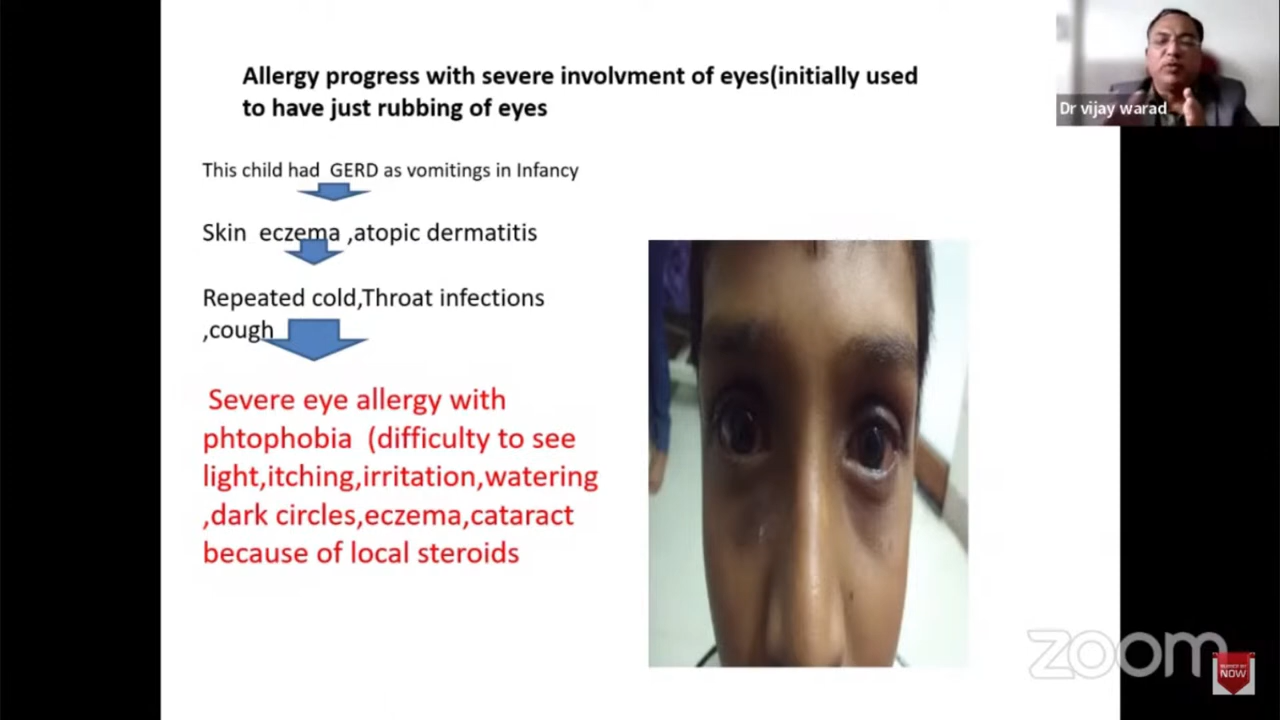 Allergy progress with severe involvment of eyes(initially used
to have just rubbing of eyes
This child had GERD as vomitings in Infancy
Skin eczema ,atopic dermatitis
Repeated cold,Throat infections
,cough
Severe eye allergy with
phtophobia (difficulty to see
light,itching,irritation,watering
,dark circles,eczema,cataract
because of local steroids
Dr vijay warad
zoom
NOW